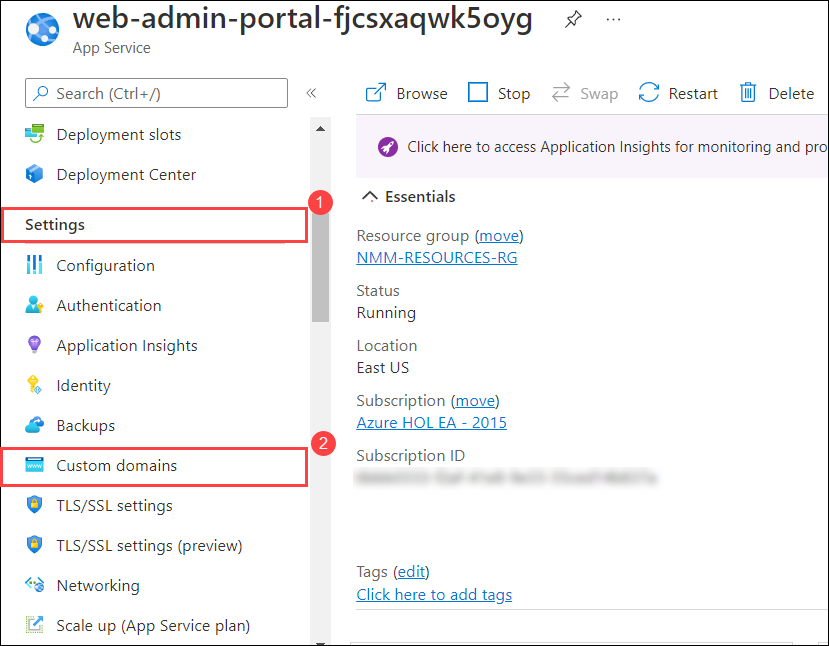 web-admin-portal-fjcsxaqwk5oyg
App Service
Search (Ctrl+/)
Deployment slots
Deployment Center
1
Settings
Configuration
Authentication
Application Insights
Identity
Backups
2
Custom domains
TLS/SSL settings
TLS/SSL settings (preview)
Networking
Scale up (App Service plan)
Browse Stop Swap Restart Delete
Click here to access Application Insights for monitoring and pro
Essentials
Resource group (move)
NMM-RESOURCES-RG
Status
Running
Location
East US
Subscription (move)
Azure HOL EA - 2015
Subscription ID
Tags (edit)
Click here to add tags